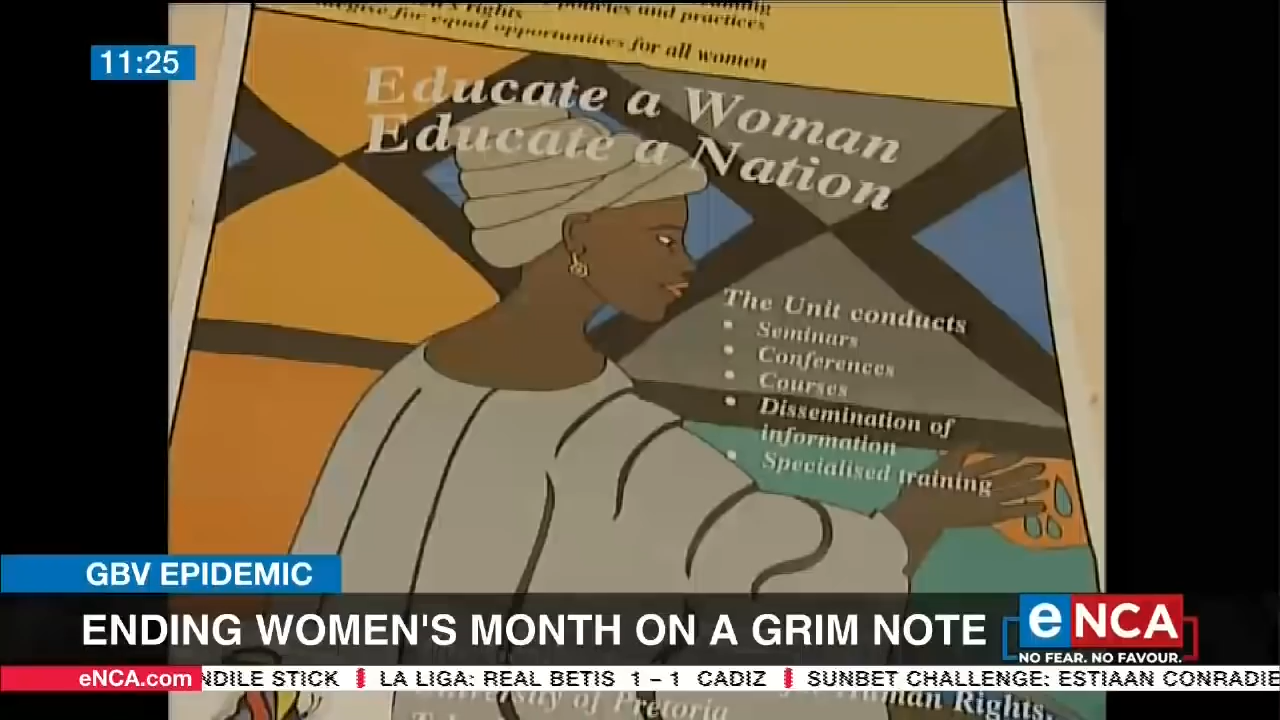 women's rights policies and practices
for equal opportunities for all women
11:25
Educate a Woman
Educate a Nation
The Unit conducts
• Seminars
• Conferences
• Courses
• Dissemination of
information
• Specialised training
GBV EPIDEMIC
ENDING WOMEN'S MONTH ON A GRIM NOTE
eNCA
NO FEAR. NO FAVOUR.
eNCA.com NDILE STICK LA LIGA: REAL BETIS 1 – 1 CADIZ SUNBET CHALLENGE: ESTIAAN CONRADIE
University of Pretoria Human Rights,